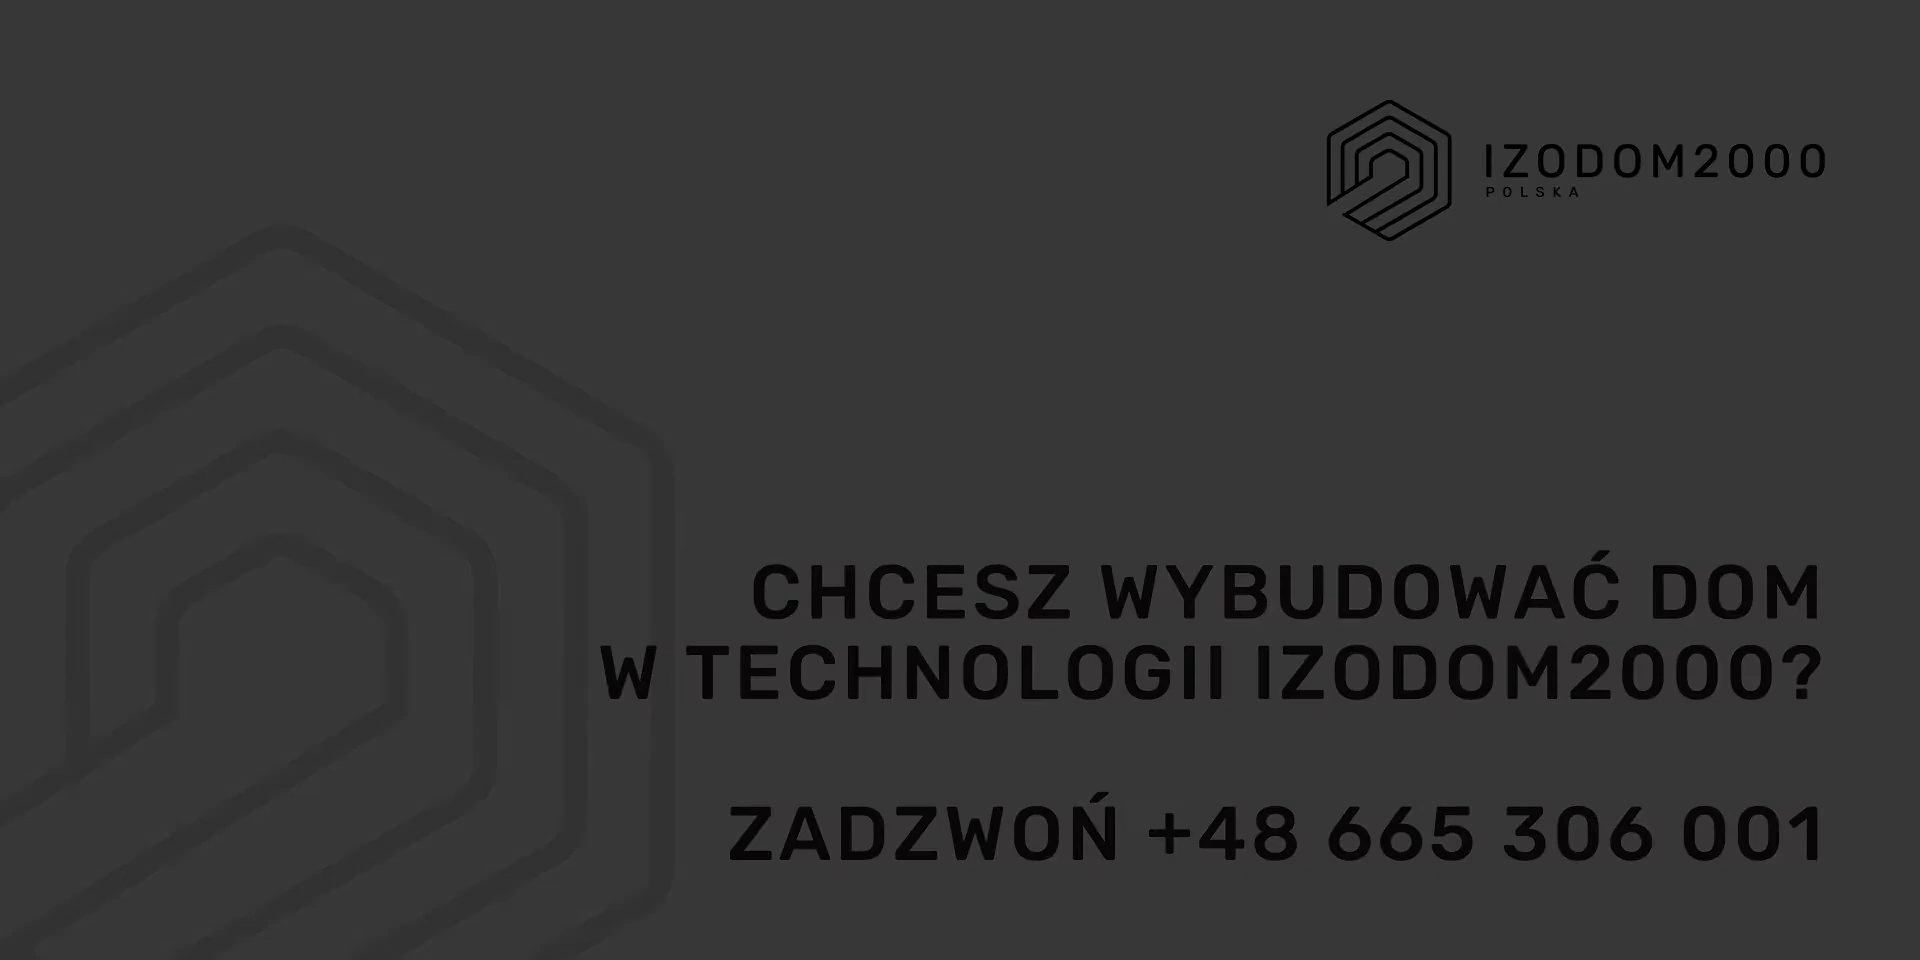 IZODOM2000
POLSKA
CHCESZ WYBUDOWAĆ DOM
W TECHNOLOGII IZODOM2000?
ZADZWOŃ +48 665 306 001